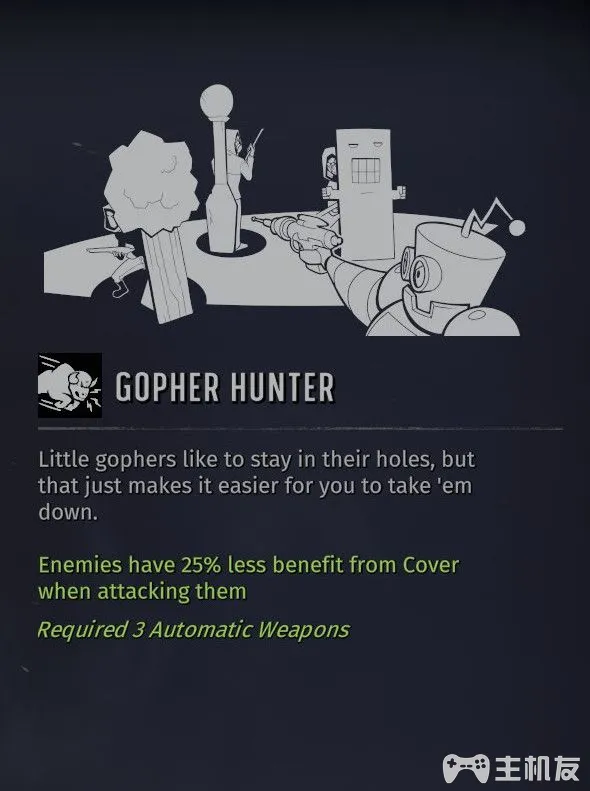 GOPHER HUNTER
Little gophers like to stay in their holes, but
that just makes it easier for you to take 'em
down.
Enemies have 25% less benefit from Cover
when attacking them
Required 3 Automatic Weapons
主机友